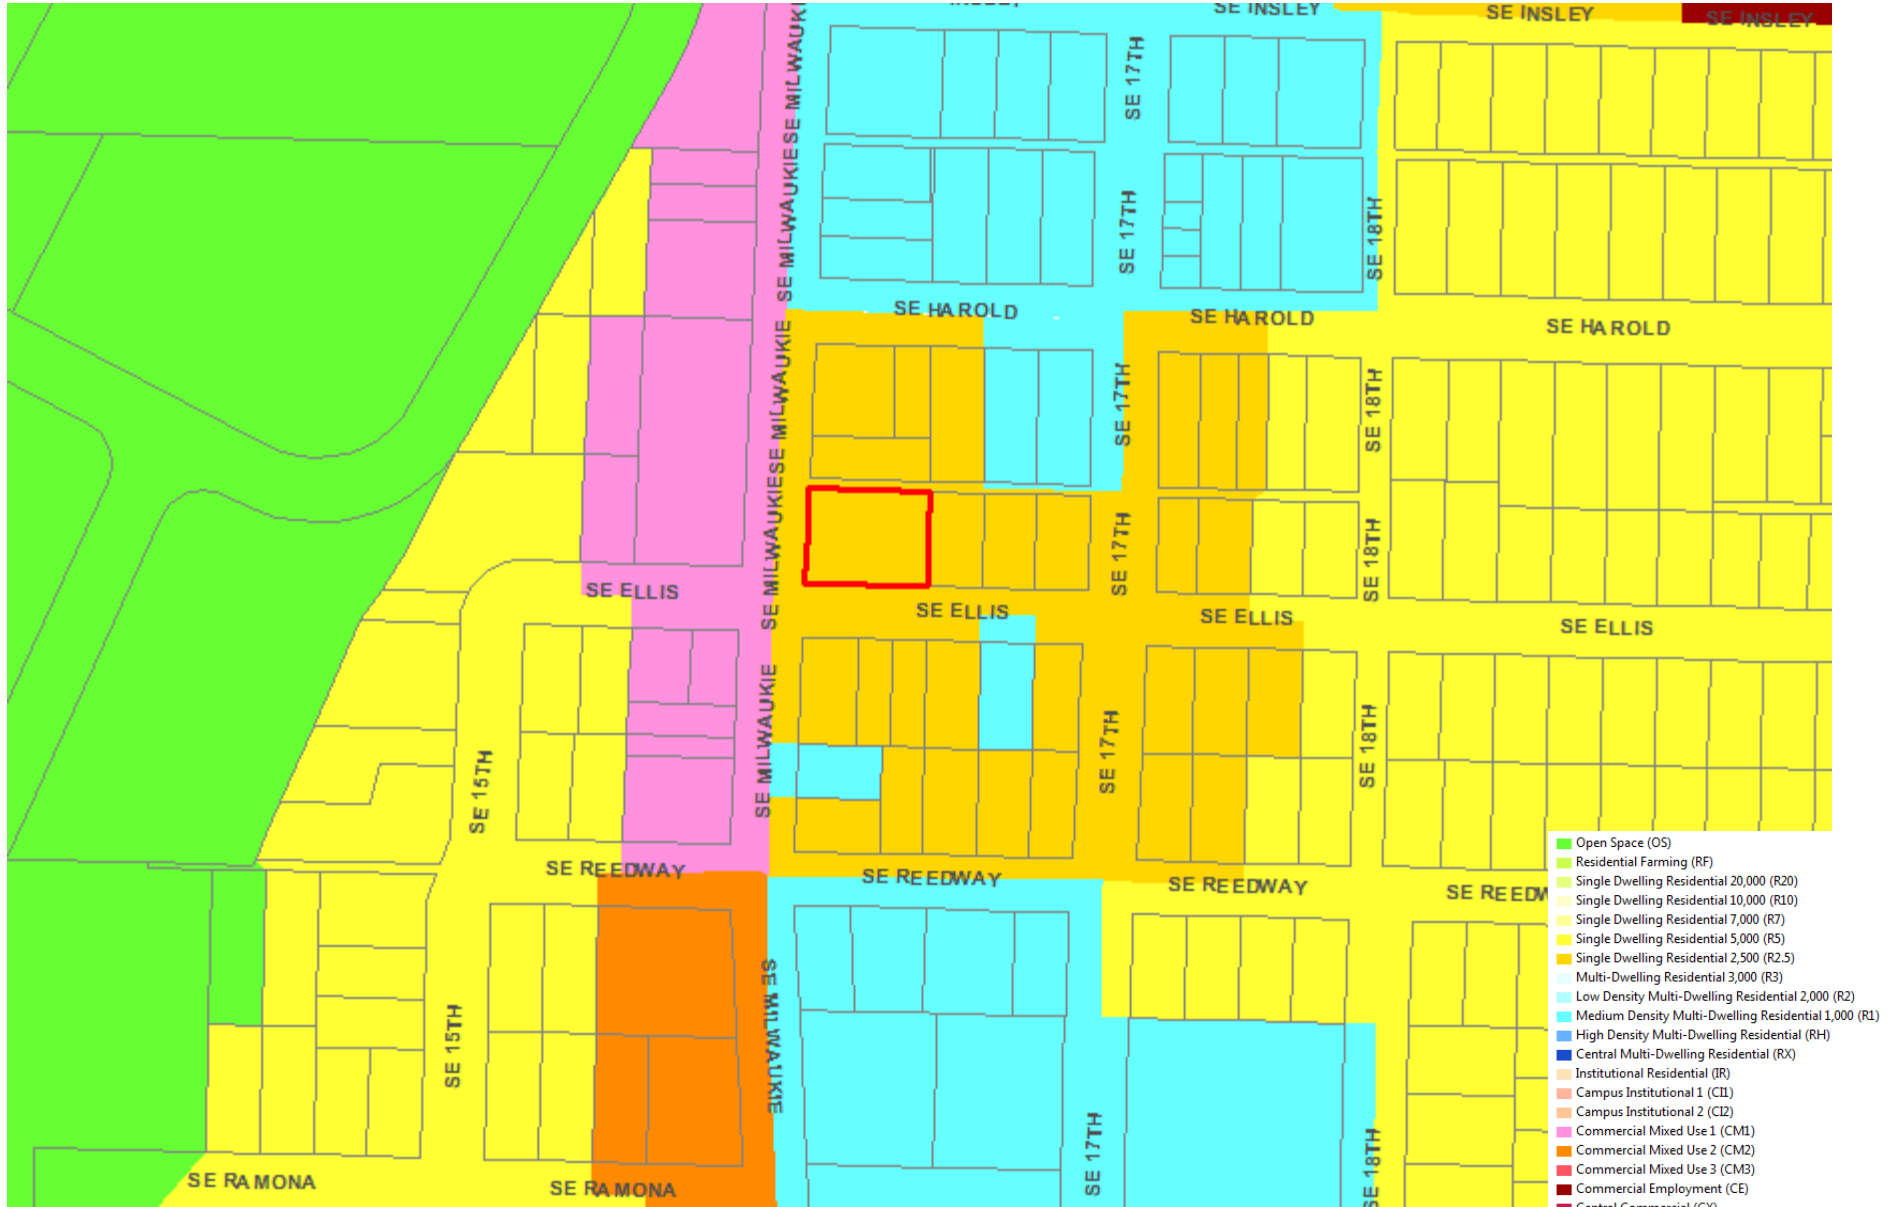 SE INSLEY
SE INSLEY
SE INSLEY
SE MILWAUKIE
SE MILWAUKIE
SE 17TH
SE 17TH
SE 18TH
SE HAROLD
SE HAROLD
SE HAROLD
SE MILWAUKIE
SE MILWAUKIE
SE 17TH
SE 18TH
SE MILWAUKIE
SE 17TH
SE 18TH
SE ELLIS
SE ELLIS
SE ELLIS
SE ELLIS
SE MILWAUKIE
SE 15TH
SE 17TH
SE 18TH
SE REEDWAY
SE REEDWAY
SE REEDWAY
SE REEDW
SE MILWAUKIE
SE 15TH
SE 17TH
SE 18TH
SE RAMONA
SE RAMONA
Open Space (OS)
Residential Farming (RF)
Single Dwelling Residential 20,000 (R20)
Single Dwelling Residential 10,000 (R10)
Single Dwelling Residential 7,000 (R7)
Single Dwelling Residential 5,000 (R5)
Single Dwelling Residential 2,500 (R2.5)
Multi-Dwelling Residential 3,000 (R3)
Low Density Multi-Dwelling Residential 2,000 (R2)
Medium Density Multi-Dwelling Residential 1,000 (R1)
High Density Multi-Dwelling Residential (RH)
Central Multi-Dwelling Residential (RX)
Institutional Residential (IR)
Campus Institutional 1 (CI1)
Campus Institutional 2 (CI2)
Commercial Mixed Use 1 (CM1)
Commercial Mixed Use 2 (CM2)
Commercial Mixed Use 3 (CM3)
Commercial Employment (CE)